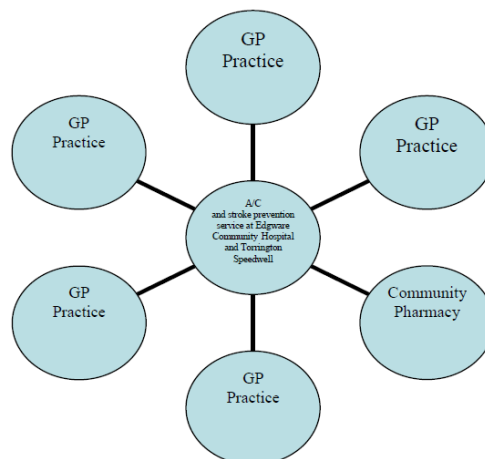 GP
Practice
GP
Practice
GP
Practice
A/C
and stroke prevention
service at Edgware
Community Hospital
and Torrington
Speedwell
GP
Practice
Community
Pharmacy
GP
Practice